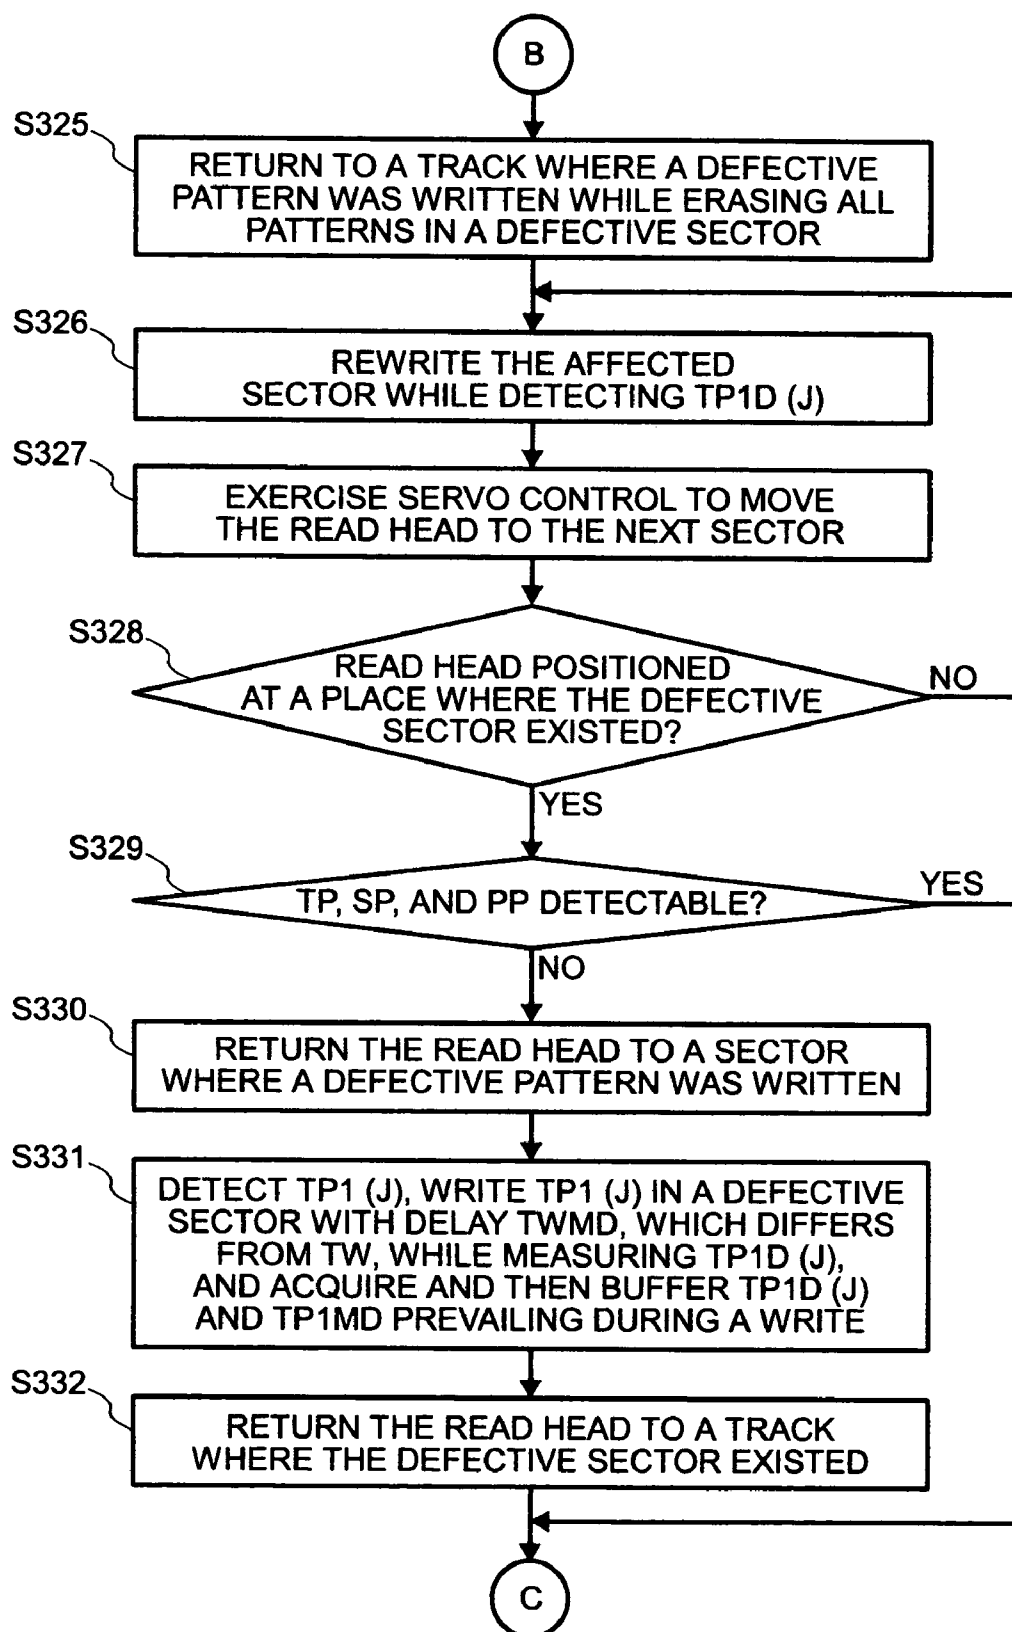 B
S325
RETURN TO A TRACK WHERE A DEFECTIVE
PATTERN WAS WRITTEN WHILE ERASING ALL
PATTERNS IN A DEFECTIVE SECTOR
S326
REWRITE THE AFFECTED
SECTOR WHILE DETECTING TP1D (J)
S327
EXERCISE SERVO CONTROL TO MOVE
THE READ HEAD TO THE NEXT SECTOR
S328
READ HEAD POSITIONED
AT A PLACE WHERE THE DEFECTIVE
SECTOR EXISTED?
NO
YES
S329
TP, SP, AND PP DETECTABLE?
YES
NO
S330
RETURN THE READ HEAD TO A SECTOR
WHERE A DEFECTIVE PATTERN WAS WRITTEN
S331
DETECT TP1 (J), WRITE TP1 (J) IN A DEFECTIVE
SECTOR WITH DELAY TWMD, WHICH DIFFERS
FROM TW, WHILE MEASURING TP1D (J),
AND ACQUIRE AND THEN BUFFER TP1D (J)
AND TP1MD PREVAILING DURING A WRITE
S332
RETURN THE READ HEAD TO A TRACK
WHERE THE DEFECTIVE SECTOR EXISTED
C